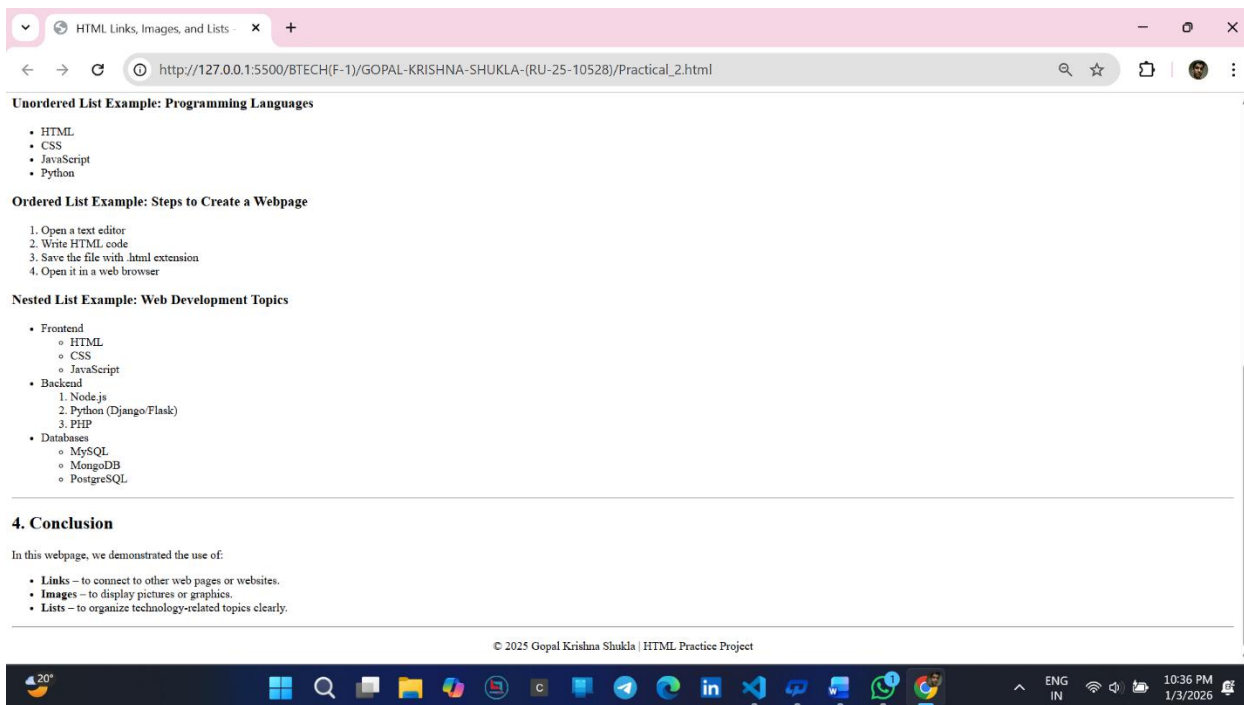 HTML Links, Images, and Lists -
http://127.0.0.1:5500/BTECH(F-1)/GOPAL-KRISHNA-SHUKLA-(RU-25-10528)/Practical_2.html
Unordered List Example: Programming Languages
• HTML
• CSS
• JavaScript
• Python
Ordered List Example: Steps to Create a Webpage
1. Open a text editor
2. Write HTML code
3. Save the file with .html extension
4. Open it in a web browser
Nested List Example: Web Development Topics
• Frontend
◦ HTML
◦ CSS
◦ JavaScript
• Backend
1. Node.js
2. Python (Django/Flask)
3. PHP
• Databases
◦ MySQL
◦ MongoDB
◦ PostgreSQL
4. Conclusion
In this webpage, we demonstrated the use of:
• Links – to connect to other web pages or websites.
• Images – to display pictures or graphics.
• Lists – to organize technology-related topics clearly.
© 2025 Gopal Krishna Shukla | HTML Practice Project
20°
C
in
W
1
ENG
IN
10:36 PM
1/3/2026